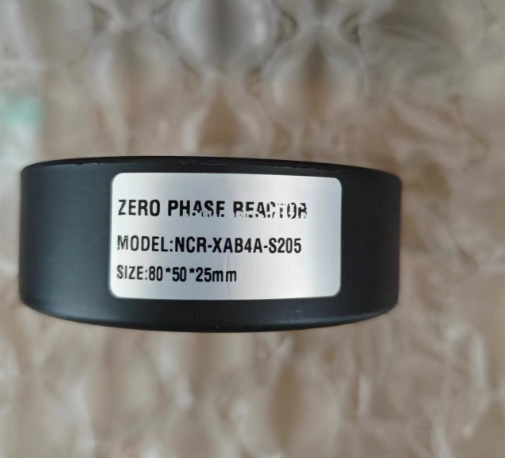 ZERO PHASE REACTOR
MODEL:NCR-XAB4A-S205
SIZE:80*50*25mm